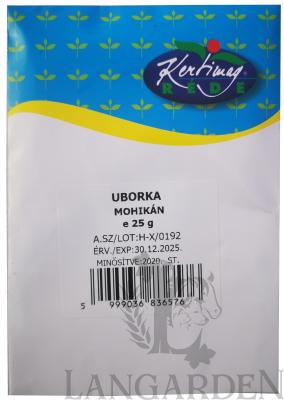 Kertimag
RÉDE
UBORKA
MOHIKÁN
e 25 g
A.SZ/LOT:H-X/0192
ÉRV./EXP:30.12.2025.
MINŐSÍTVE:2020. ST.
5 999036 836576
LANGARDEN